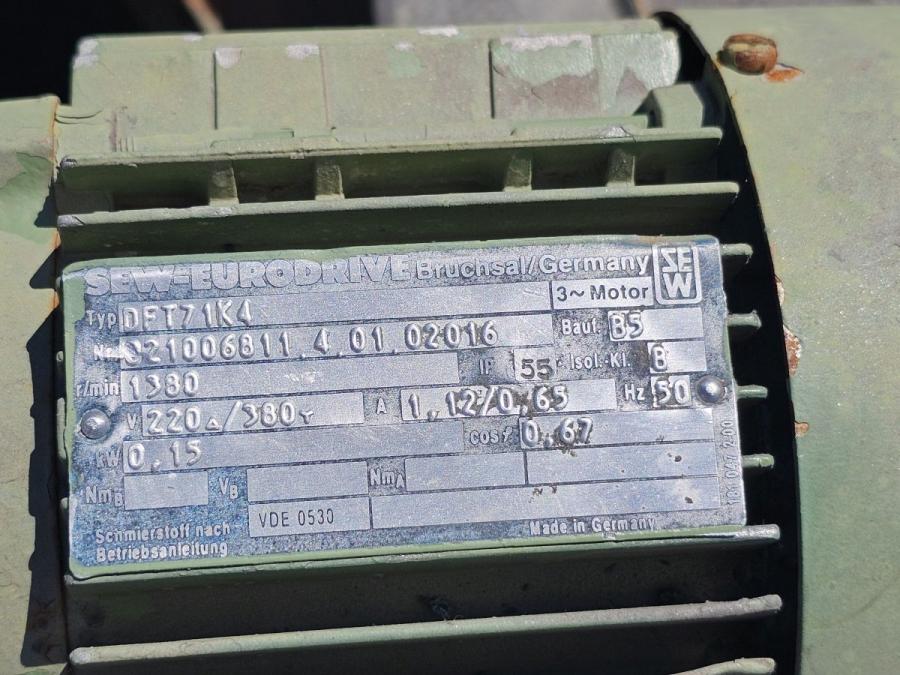 SEW-EURODRIVE Bruchsal/Germany SEW
3~ Motor
Typ DFT71K4
Nr. 321006811.4.01.02016 Bauf. B5
r/min 1380 IP 55 Isol.-Kl. B
V 220△/380Y A 1,12/0,65 Hz 50
kW 0,15 cosφ 0,67
NmB VB NmA
Schmierstoff nach VDE 0530 Made in Germany
Betriebsanleitung